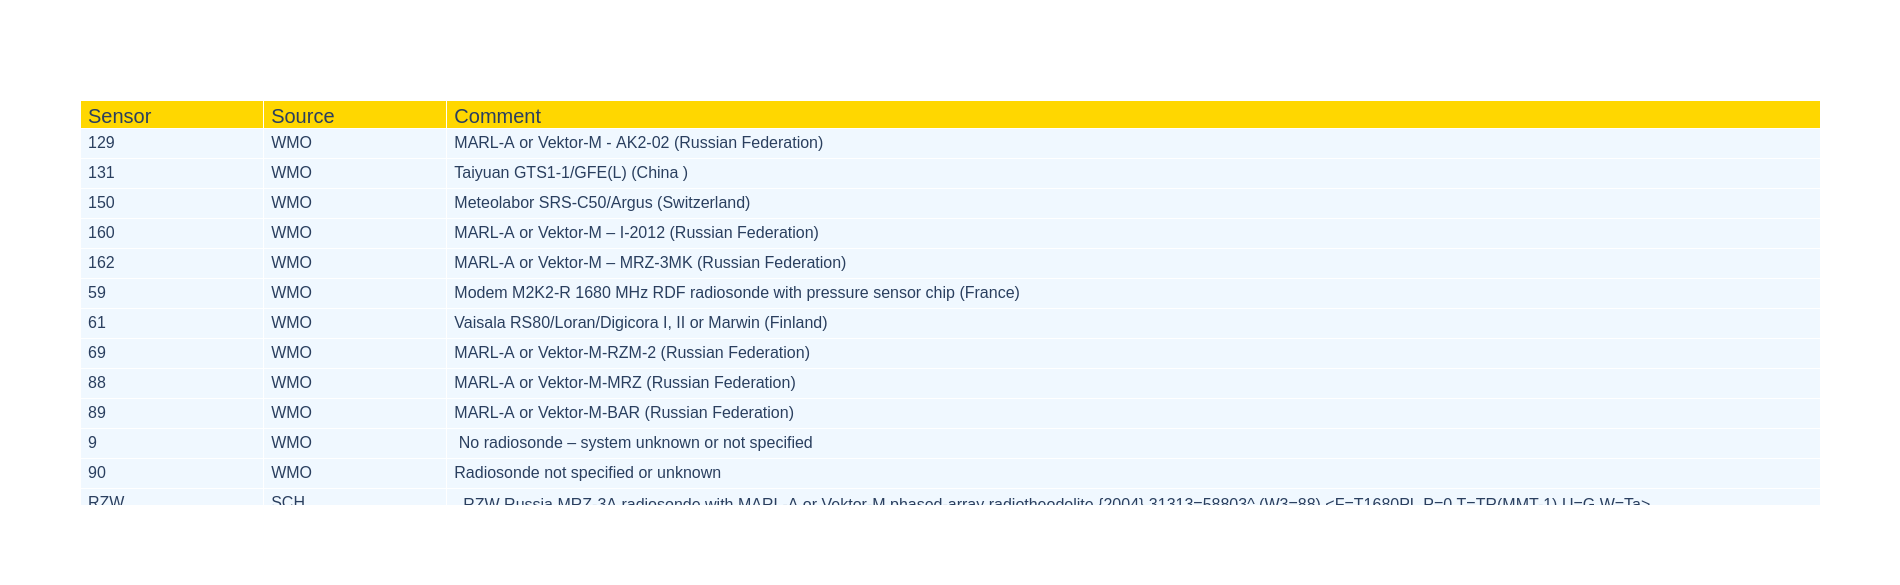 Sensor Source Comment
129 WMO MARL-A or Vektor-M - AK2-02 (Russian Federation)
131 WMO Taiyuan GTS1-1/GFE(L) (China )
150 WMO Meteolabor SRS-C50/Argus (Switzerland)
160 WMO MARL-A or Vektor-M – I-2012 (Russian Federation)
162 WMO MARL-A or Vektor-M – MRZ-3MK (Russian Federation)
59 WMO Modem M2K2-R 1680 MHz RDF radiosonde with pressure sensor chip (France)
61 WMO Vaisala RS80/Loran/Digicora I, II or Marwin (Finland)
69 WMO MARL-A or Vektor-M-RZM-2 (Russian Federation)
88 WMO MARL-A or Vektor-M-MRZ (Russian Federation)
89 WMO MARL-A or Vektor-M-BAR (Russian Federation)
9 WMO No radiosonde – system unknown or not specified
90 WMO Radiosonde not specified or unknown
RZW SCH RZW Russia MRZ-3A radiosonde with MARL-A or Vektor-M phased-array radiotheodolite {2004} 31313=58803^ (W3=88) <F=T1680PL P=0 T=TR(MMT-1) U=G W=Ta>